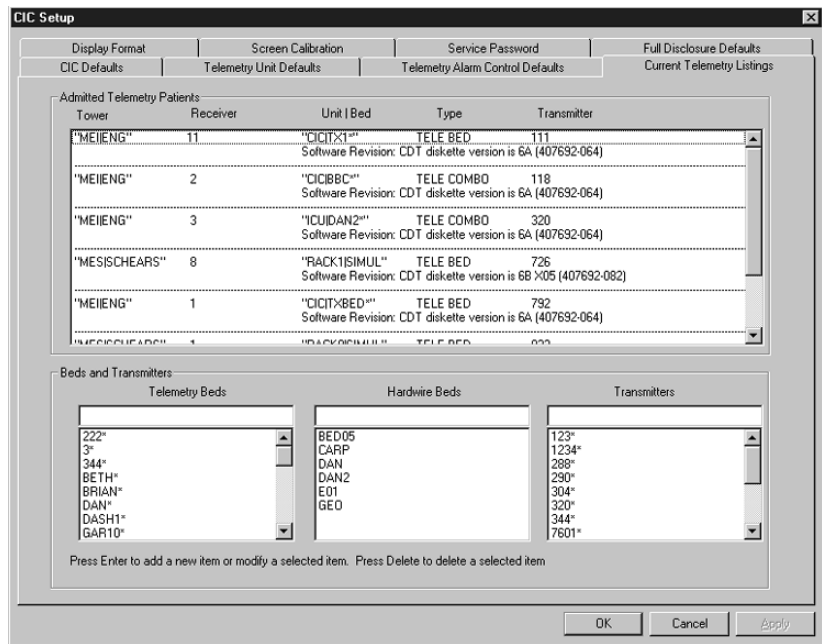 CIC Setup
Display Format Screen Calibration Service Password Full Disclosure Defaults
CIC Defaults Telemetry Unit Defaults Telemetry Alarm Control Defaults Current Telemetry Listings
Admitted Telemetry Patients
Tower Receiver Unit | Bed Type Transmitter
"MEI|ENG" 11 "CIC|TX1*" TELE BED 111
Software Revision: CDT diskette version is 6A (407692-064)
"MEI|ENG" 2 "CIC|BBC*" TELE COMBO 118
Software Revision: CDT diskette version is 6A (407692-064)
"MEI|ENG" 3 "ICU|DAN2*" TELE COMBO 320
Software Revision: CDT diskette version is 6A (407692-064)
"MES|SCHEARS" 8 "RACK1|SIMUL" TELE BED 726
Software Revision: CDT diskette version is 6B X05 (407692-082)
"MEI|ENG" 1 "CIC|TXBED*" TELE BED 792
Software Revision: CDT diskette version is 6A (407692-064)
"MES|SCHEARS" 1 TELE BED
Beds and Transmitters
Telemetry Beds Hardwire Beds Transmitters
222* BED05 123*
3* CARP 1234*
344* DAN 288*
BETH* DAN2 290*
BRIAN* E01 304*
DAN* GEO 320*
DASH1* 344*
GAR10* 7601*
Press Enter to add a new item or modify a selected item. Press Delete to delete a selected item
OK Cancel Apply